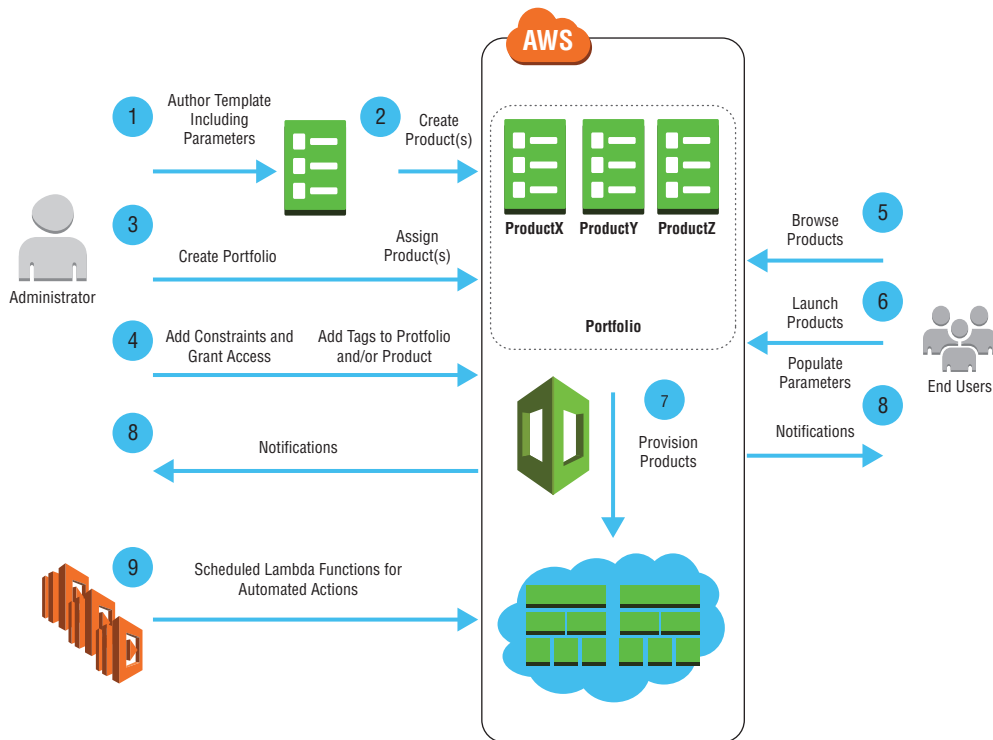 AWS
1
Author Template
Including
Parameters
2
Create
Product(s)
ProductX
ProductY
ProductZ
Portfolio
3
Create Portfolio
Assign
Product(s)
Administrator
4
Add Constraints and
Grant Access
Add Tags to Protfolio
and/or Product
5
Browse
Products
6
Launch
Products
Populate
Parameters
End Users
7
Provision
Products
8
Notifications
8
Notifications
9
Scheduled Lambda Functions for
Automated Actions